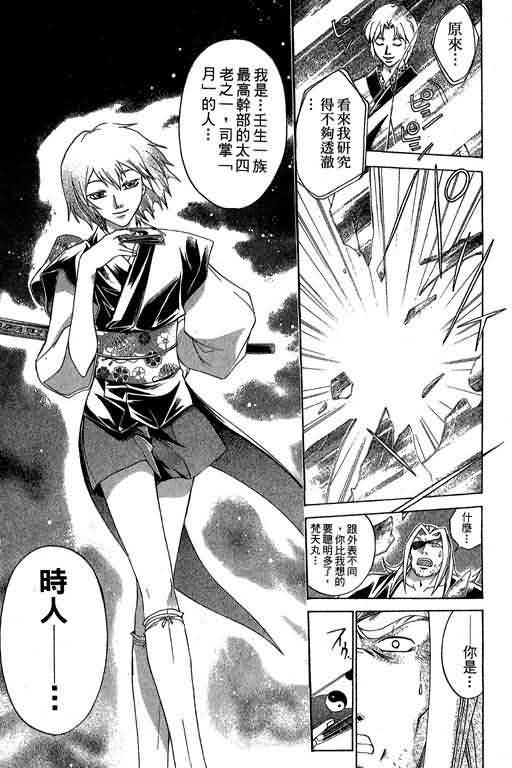 原來⋯
看來我研究
得不夠透澈
什麼⋯
跟外表不同
，你比我想的
要聰明多了，
梵天丸⋯
你是⋯
我是⋯壬生一族
最高幹部的太四
老之一，司掌「
月」的人⋯
時人——⋯